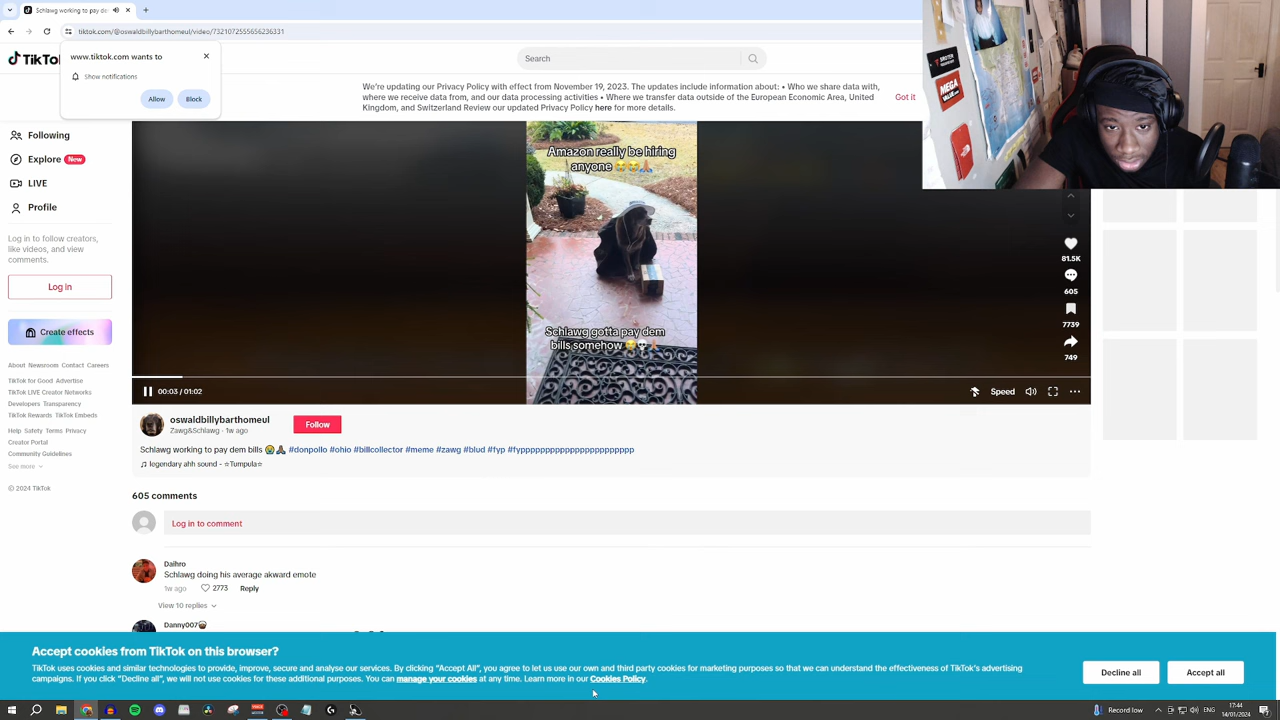 Schlawg working to pay de
tiktok.com/@oswaldbillybarthomeul/video/7321072555656236331
www.tiktok.com wants to
Show notifications
Allow
Block
TikTo
Search
We're updating our Privacy Policy with effect from November 19, 2023. The updates include information about: • Who we share data with,
where we receive data from, and our data processing activities • Where we transfer data outside of the European Economic Area, United
Kingdom, and Switzerland Review our updated Privacy Policy here for more details.
Got it
MEGA
Following
Explore New
LIVE
Profile
Log in to follow creators,
like videos, and view
comments.
Log in
Create effects
About Newsroom Contact Careers
TikTok for Good Advertise
TikTok LIVE Creator Networks
Developers Transparency
TikTok Rewards TikTok Embeds
Help Safety Terms Privacy
Creator Portal
Community Guidelines
See more
© 2024 TikTok
Amazon really be hiring
anyone 😭😭🙏
Schlawg gotta pay dem
bills somehow 😂💀🙏
81.5K
605
7739
749
00:03 / 01:02
Speed
oswaldbillybarthomeul
Zawg&Schlawg · 1w ago
Follow
Schlawg working to pay dem bills 😭🙏 #donpollo #ohio #billcollector #meme #zawg #blud #fyp #fyppppppppppppppppppppppp
♫ legendary ahh sound - ☆Tumpula☆
605 comments
Log in to comment
Daihro
Schlawg doing his average akward emote
1w ago 2773 Reply
View 10 replies
Danny007
Accept cookies from TikTok on this browser?
TikTok uses cookies and similar technologies to provide, improve, secure and analyse our services. By clicking "Accept All", you agree to let us use our own and third party cookies for marketing purposes so that we can understand the effectiveness of TikTok's advertising
campaigns. If you click "Decline all", we will not use cookies for these additional purposes. You can manage your cookies at any time. Learn more in our Cookies Policy.
Decline all
Accept all
Record low
ENG
17:44
14/01/2024